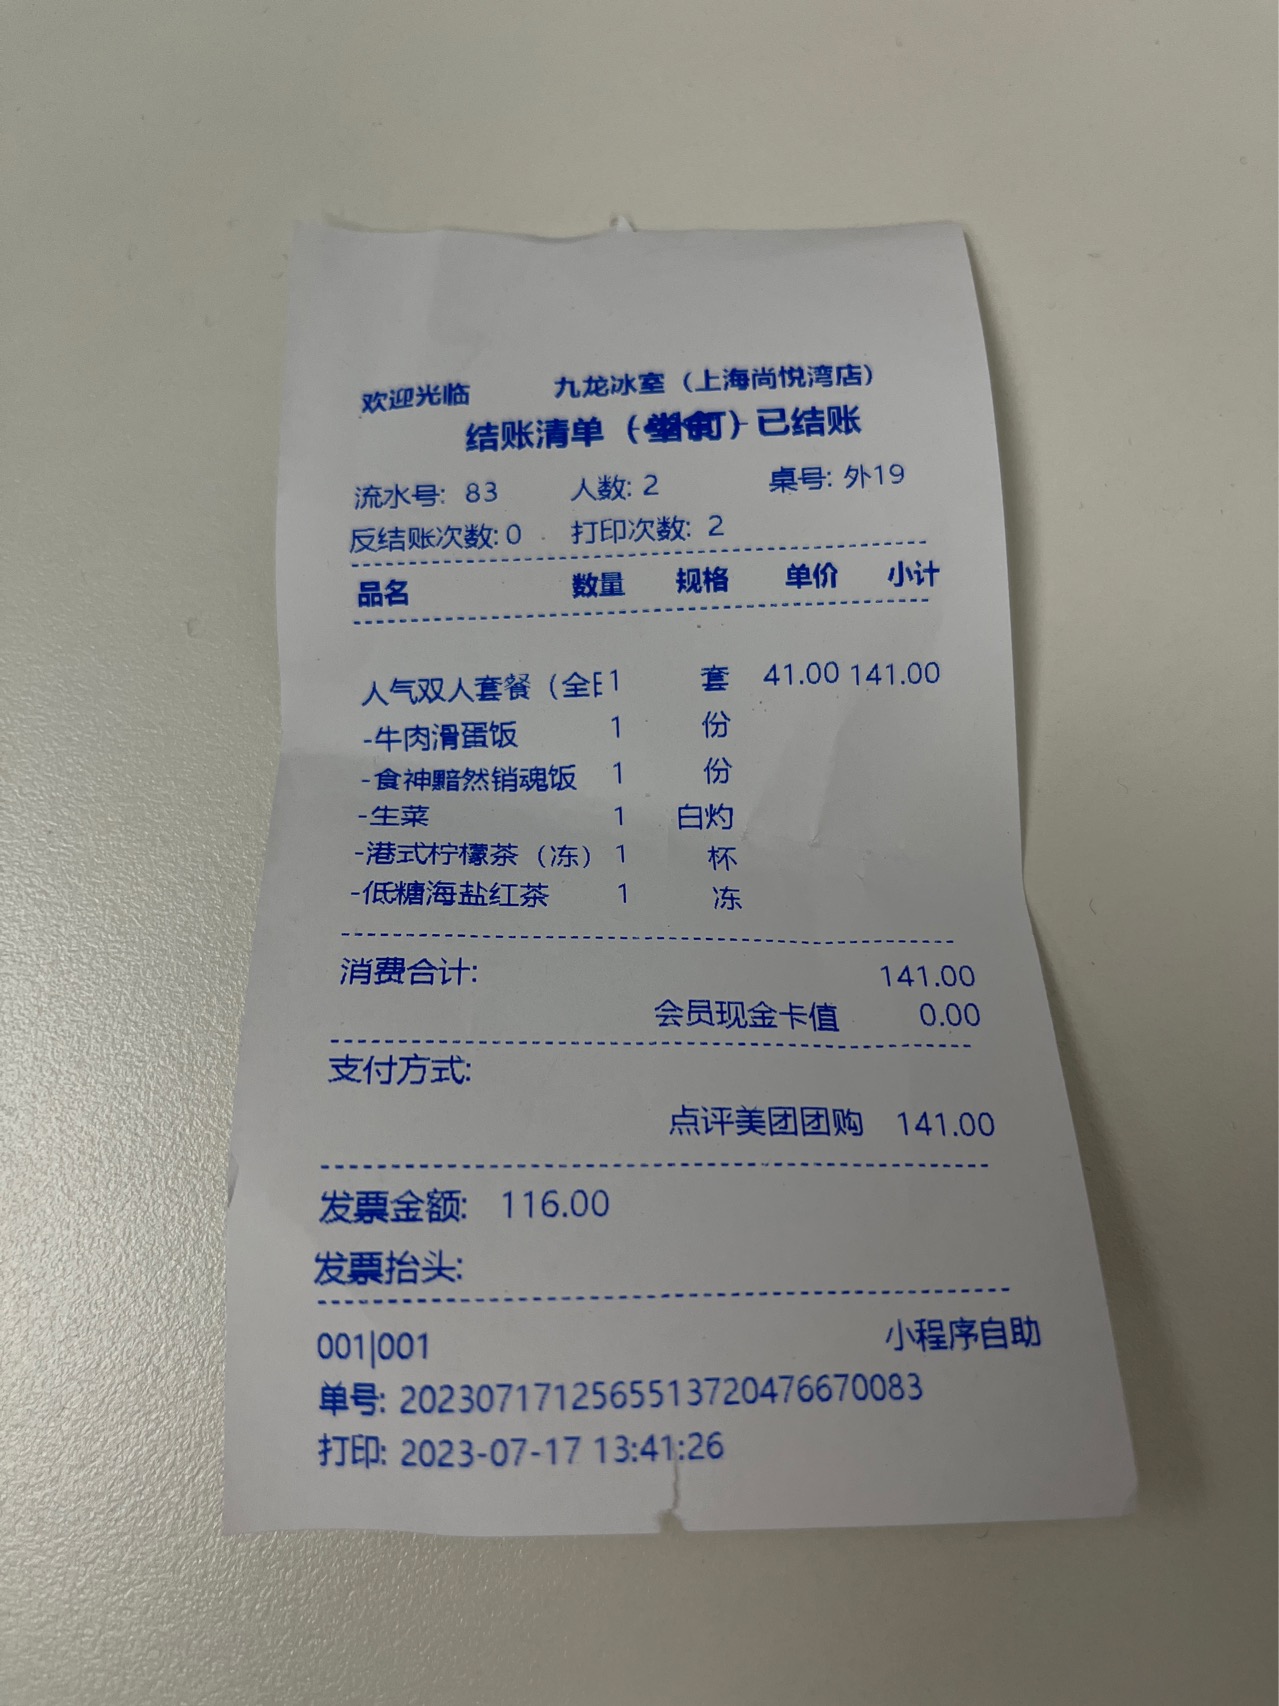 欢迎光临 九龙冰室（上海尚悦湾店）
结账清单 已结账
流水号: 83 人数: 2 桌号: 外19
反结账次数: 0 打印次数: 2
品名 数量 规格 单价 小计
人气双人套餐（全 1 套 41.00 141.00
-牛肉滑蛋饭 1 份
-食神黯然销魂饭 1 份
-生菜 1 白灼
-港式柠檬茶（冻） 1 杯
-低糖海盐红茶 1 冻
消费合计: 141.00
会员现金卡值 0.00
支付方式:
点评美团团购 141.00
发票金额: 116.00
发票抬头:
001|001 小程序自助
单号: 2023071712565513720476670083
打印: 2023-07-17 13:41:26